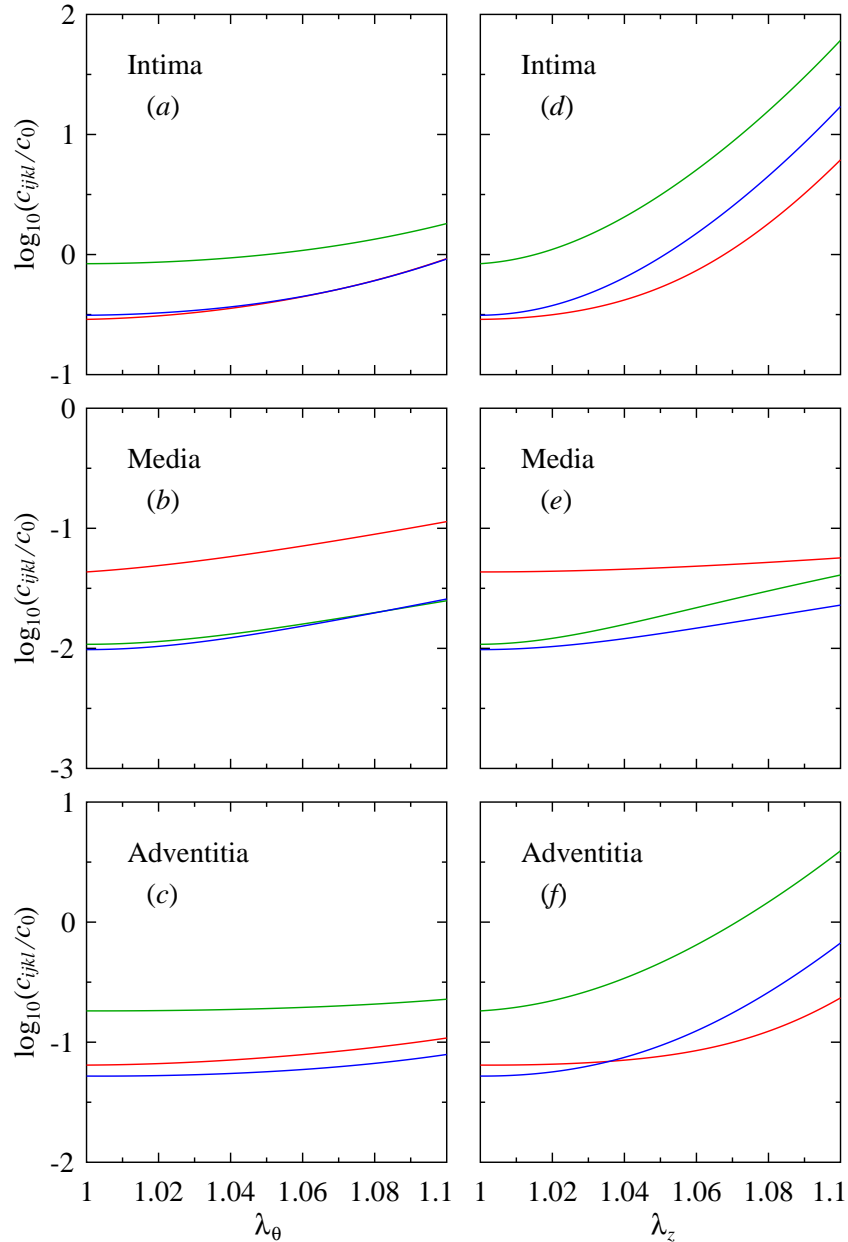 2
Intima
(a)
1
0
-1
log₁₀(cᵢⱼₖₗ/c₀)
Intima
(d)
0
Media
(b)
-1
-2
-3
log₁₀(cᵢⱼₖₗ/c₀)
Media
(e)
1
Adventitia
(c)
0
-1
-2
log₁₀(cᵢⱼₖₗ/c₀)
1 1.02 1.04 1.06 1.08 1.1
λθ
Adventitia
(f)
1 1.02 1.04 1.06 1.08 1.1
λz